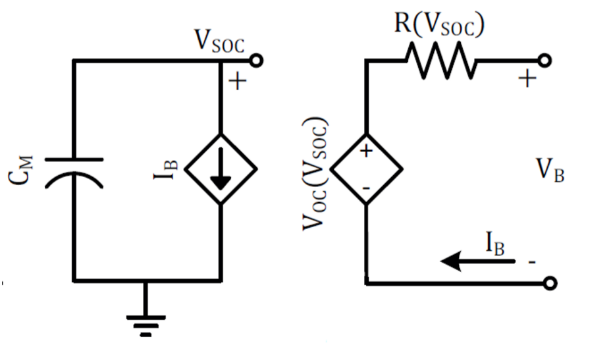 V_SOC
+
C_M
I_B
R(V_SOC)
+
V_OC(V_SOC)
+
-
V_B
I_B
-